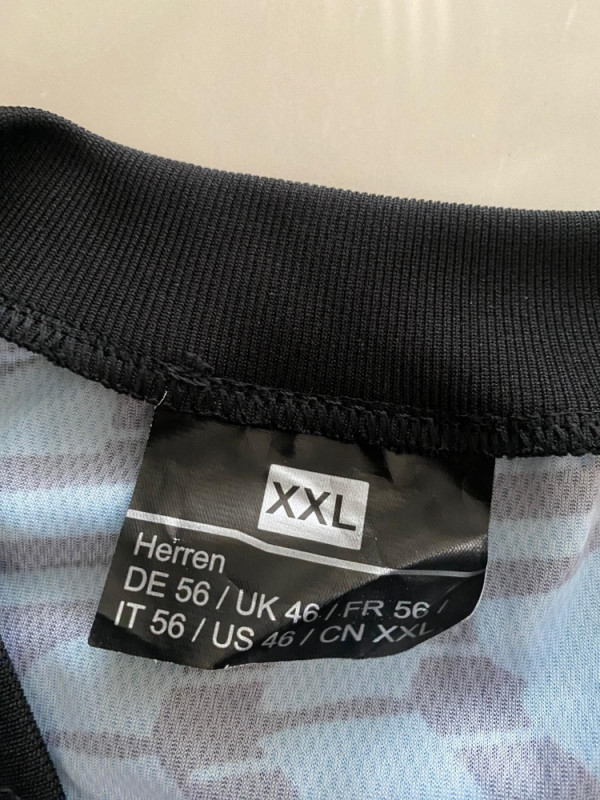 XXL
Herren
DE 56 / UK 46 / FR 56 /
IT 56 / US 46 / CN XXL